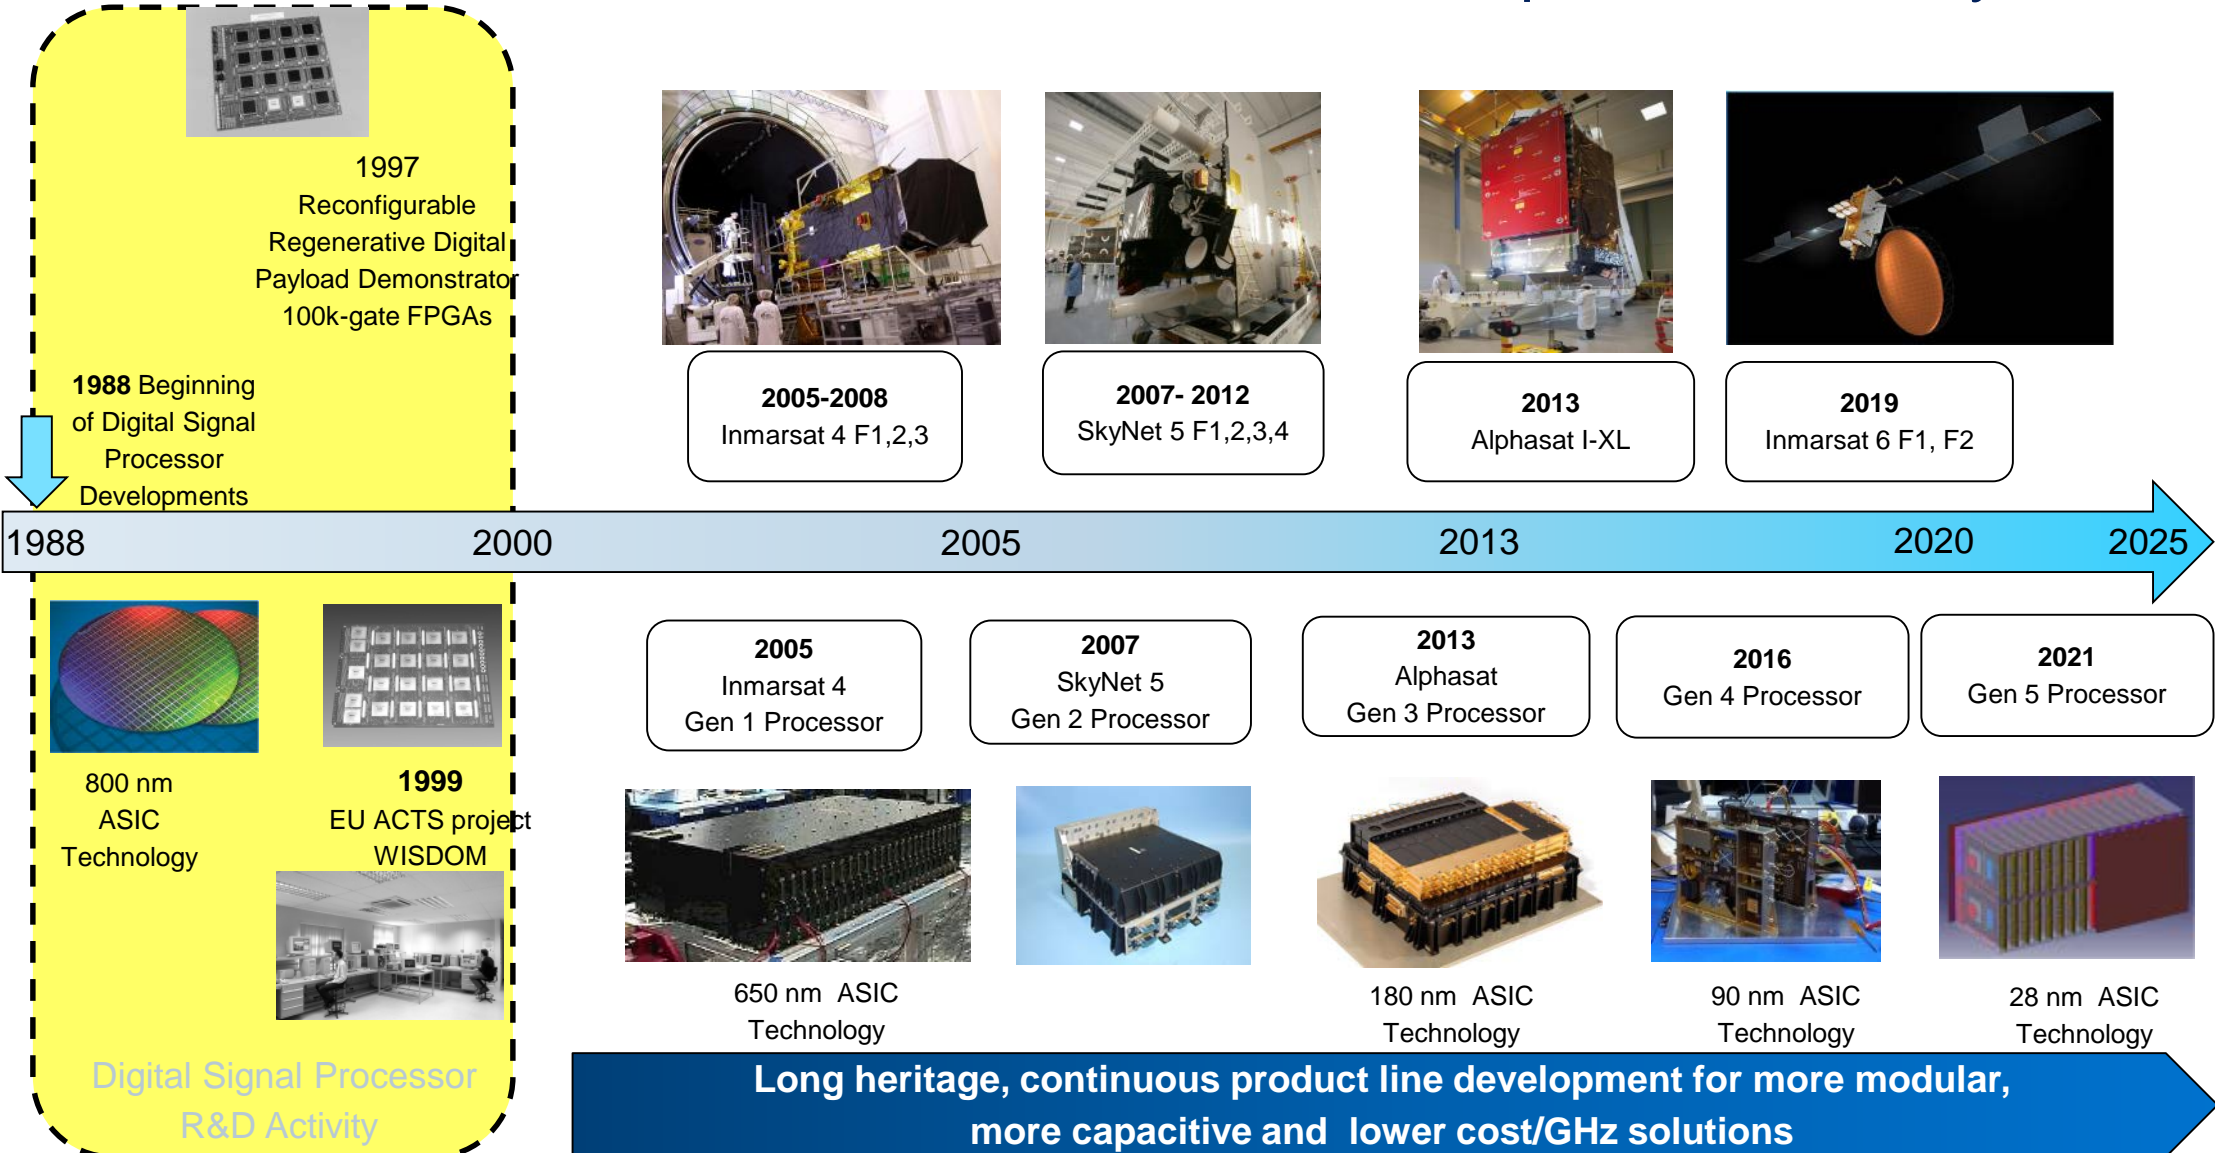 1997
Reconfigurable
Regenerative Digital
Payload Demonstrator
100k-gate FPGAs
1988 Beginning
of Digital Signal
Processor
Developments
2005-2008
Inmarsat 4 F1,2,3
2007- 2012
SkyNet 5 F1,2,3,4
2013
Alphasat I-XL
2019
Inmarsat 6 F1, F2
1988 2000 2005 2013 2020 2025
800 nm
ASIC
Technology
1999
EU ACTS project
WISDOM
2005
Inmarsat 4
Gen 1 Processor
2007
SkyNet 5
Gen 2 Processor
2013
Alphasat
Gen 3 Processor
2016
Gen 4 Processor
2021
Gen 5 Processor
650 nm ASIC
Technology
180 nm ASIC
Technology
90 nm ASIC
Technology
28 nm ASIC
Technology
Digital Signal Processor
R&D Activity
Long heritage, continuous product line development for more modular,
more capacitive and lower cost/GHz solutions